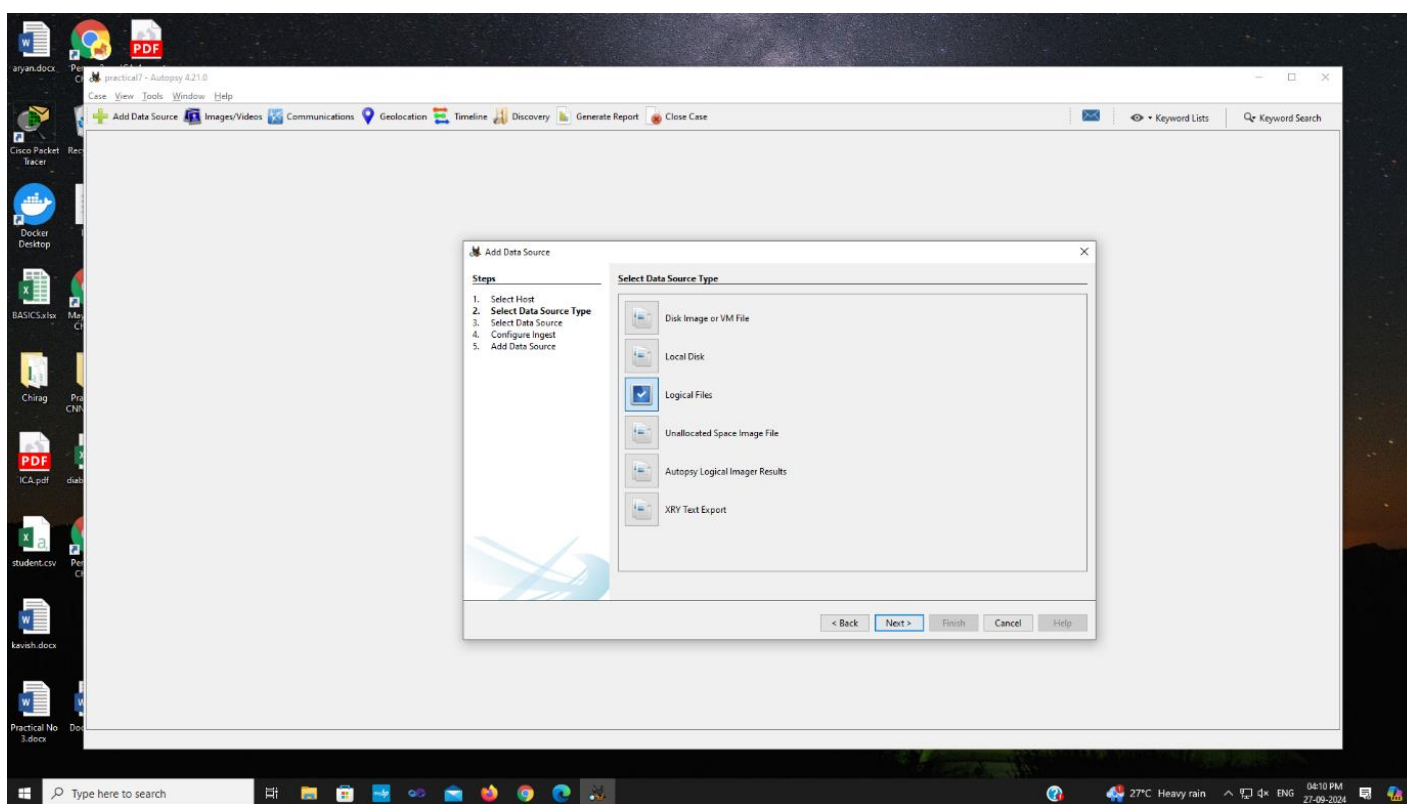 aryan.docx
PDF
practical7 - Autopsy 4.21.0
Case View Tools Window Help
Add Data Source Images/Videos Communications Geolocation Timeline Discovery Generate Report Close Case Keyword Lists Keyword Search
Cisco Packet
Tracer
Docker
Desktop
Add Data Source
Steps
1. Select Host
2. Select Data Source Type
3. Select Data Source
4. Configure Ingest
5. Add Data Source
Select Data Source Type
Disk Image or VM File
Local Disk
Logical Files
Unallocated Space Image File
Autopsy Logical Imager Results
XRY Text Export
< Back Next > Finish Cancel Help
BASICS.xlsx
Chirag
PDF
ICA.pdf
student.csv
kavish.docx
Practical No
3.docx
Type here to search
27°C Heavy rain
ENG
04:10 PM
27-09-2024